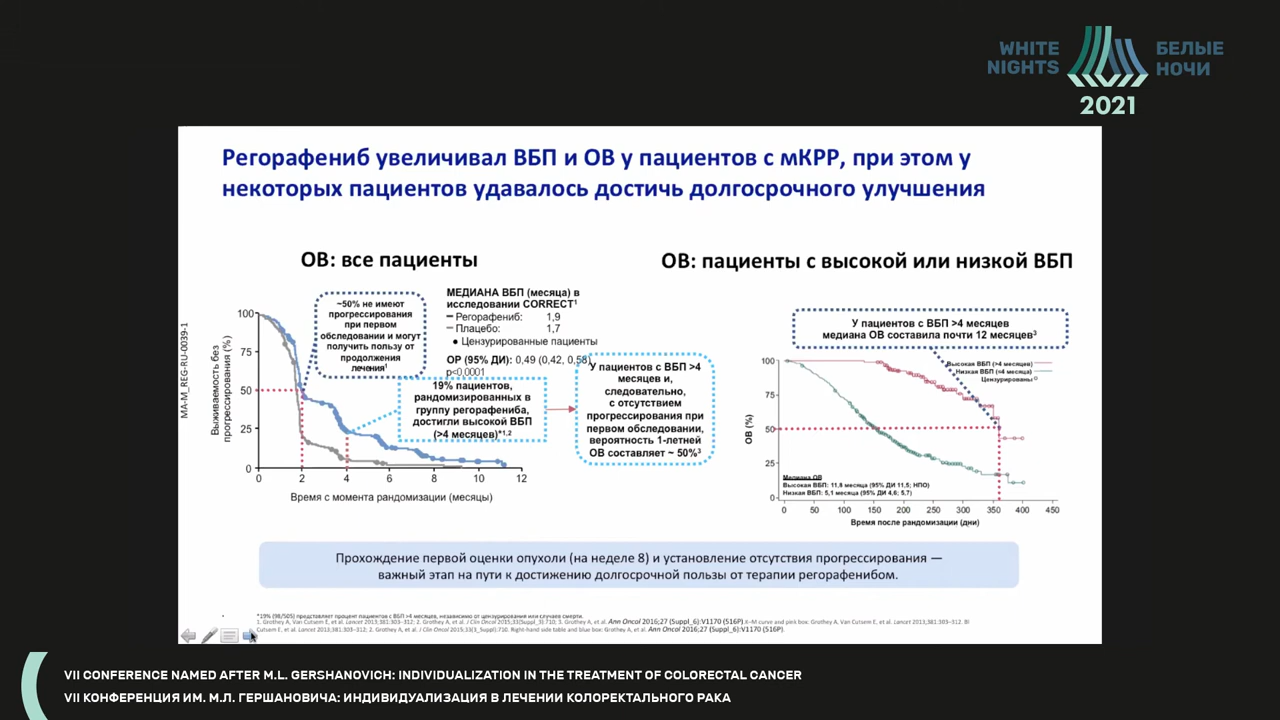 WHITE NIGHTS
БЕЛЫЕ НОЧИ
2021
Регорафениб увеличивал ВБП и ОВ у пациентов с мКРР, при этом у
некоторых пациентов удавалось достичь долгосрочного улучшения
ОВ: все пациенты
MA-M_REG-RU-0039-1
Выживаемость без
прогрессирования (%)
100
75
50
25
0
0 2 4 6 8 10 12
Время с момента рандомизации (месяцы)
~50% не имеют
прогрессирования
при первом
обследовании и могут
получить пользу от
продолжения
лечения¹
МЕДИАНА ВБП (месяца) в
исследовании CORRECT¹
Регорафениб: 1,9
Плацебо: 1,7
Цензурированные пациенты
ОР (95% ДИ): 0,49 (0,42, 0,58)
p<0.0001
19% пациентов,
рандомизированных в
группу регорафениба,
достигли высокой ВБП
(>4 месяцев)*¹,²
У пациентов с ВБП >4
месяцев и,
следовательно,
с отсутствием
прогрессирования при
первом обследовании,
вероятность 1-летней
ОВ составляет ~ 50%³
ОВ: пациенты с высокой или низкой ВБП
У пациентов с ВБП >4 месяцев
медиана ОВ составила почти 12 месяцев³
Высокая ВБП (>4 месяцев)
Низкая ВБП (<4 месяца)
Цензурированы
ОВ (%)
100
75
50
25
0
Медиана ОВ
Высокая ВБП: 11,8 месяца (95% ДИ 11,5; НПО)
Низкая ВБП: 5,1 месяца (95% ДИ 4,6; 5,7)
0 50 100 150 200 250 300 350 400 450
Время после рандомизации (дни)
Прохождение первой оценки опухоли (на неделе 8) и установление отсутствия прогрессирования —
важный этап на пути к достижению долгосрочной пользы от терапии регорафенибом.
*19% (98/505) представляет процент пациентов с ВБП >4 месяцев, независимо от цензурирования или случаев смерти.
1. Grothey A, Van Cutsem E, et al. Lancet 2013;381:303–312; 2. Grothey A, et al. J Clin Oncol 2015;33(Suppl_3):710; 3. Grothey A, et al. Ann Oncol 2016;27 (Suppl_6):V1170 (516P).K–M curve and pink box: Grothey A, Van Cutsem E, et al. Lancet 2013;381:303–312. Bl
Cutsem E, et al. Lancet 2013;381:303–312; 2. Grothey A, et al. J Clin Oncol 2015;33(3_Suppl):710. Right-hand side table and blue box: Grothey A, et al. Ann Oncol 2016;27 (Suppl_6):V1170 (516P).
VII CONFERENCE NAMED AFTER M.L. GERSHANOVICH: INDIVIDUALIZATION IN THE TREATMENT OF COLORECTAL CANCER
VII КОНФЕРЕНЦИЯ ИМ. М.Л. ГЕРШАНОВИЧА: ИНДИВИДУАЛИЗАЦИЯ В ЛЕЧЕНИИ КОЛОРЕКТАЛЬНОГО РАКА